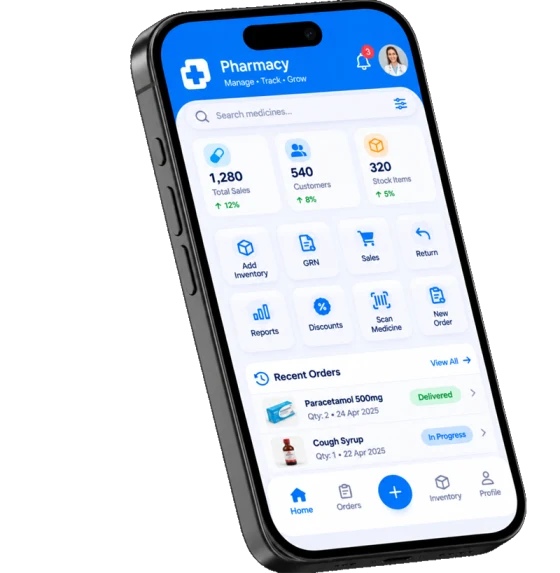 Pharmacy
Manage • Track • Grow
3
Search medicines...
1,280
Total Sales
↑ 12%
540
Customers
↑ 8%
320
Stock Items
↑ 5%
Add
Inventory
GRN
Sales
Return
Reports
Discounts
Scan
Medicine
New
Order
Recent Orders
View All →
Paracetamol 500mg
Qty: 2 • 24 Apr 2025
Delivered
Cough Syrup
Qty: 1 • 22 Apr 2025
In Progress
Home
Orders
Inventory
Profile